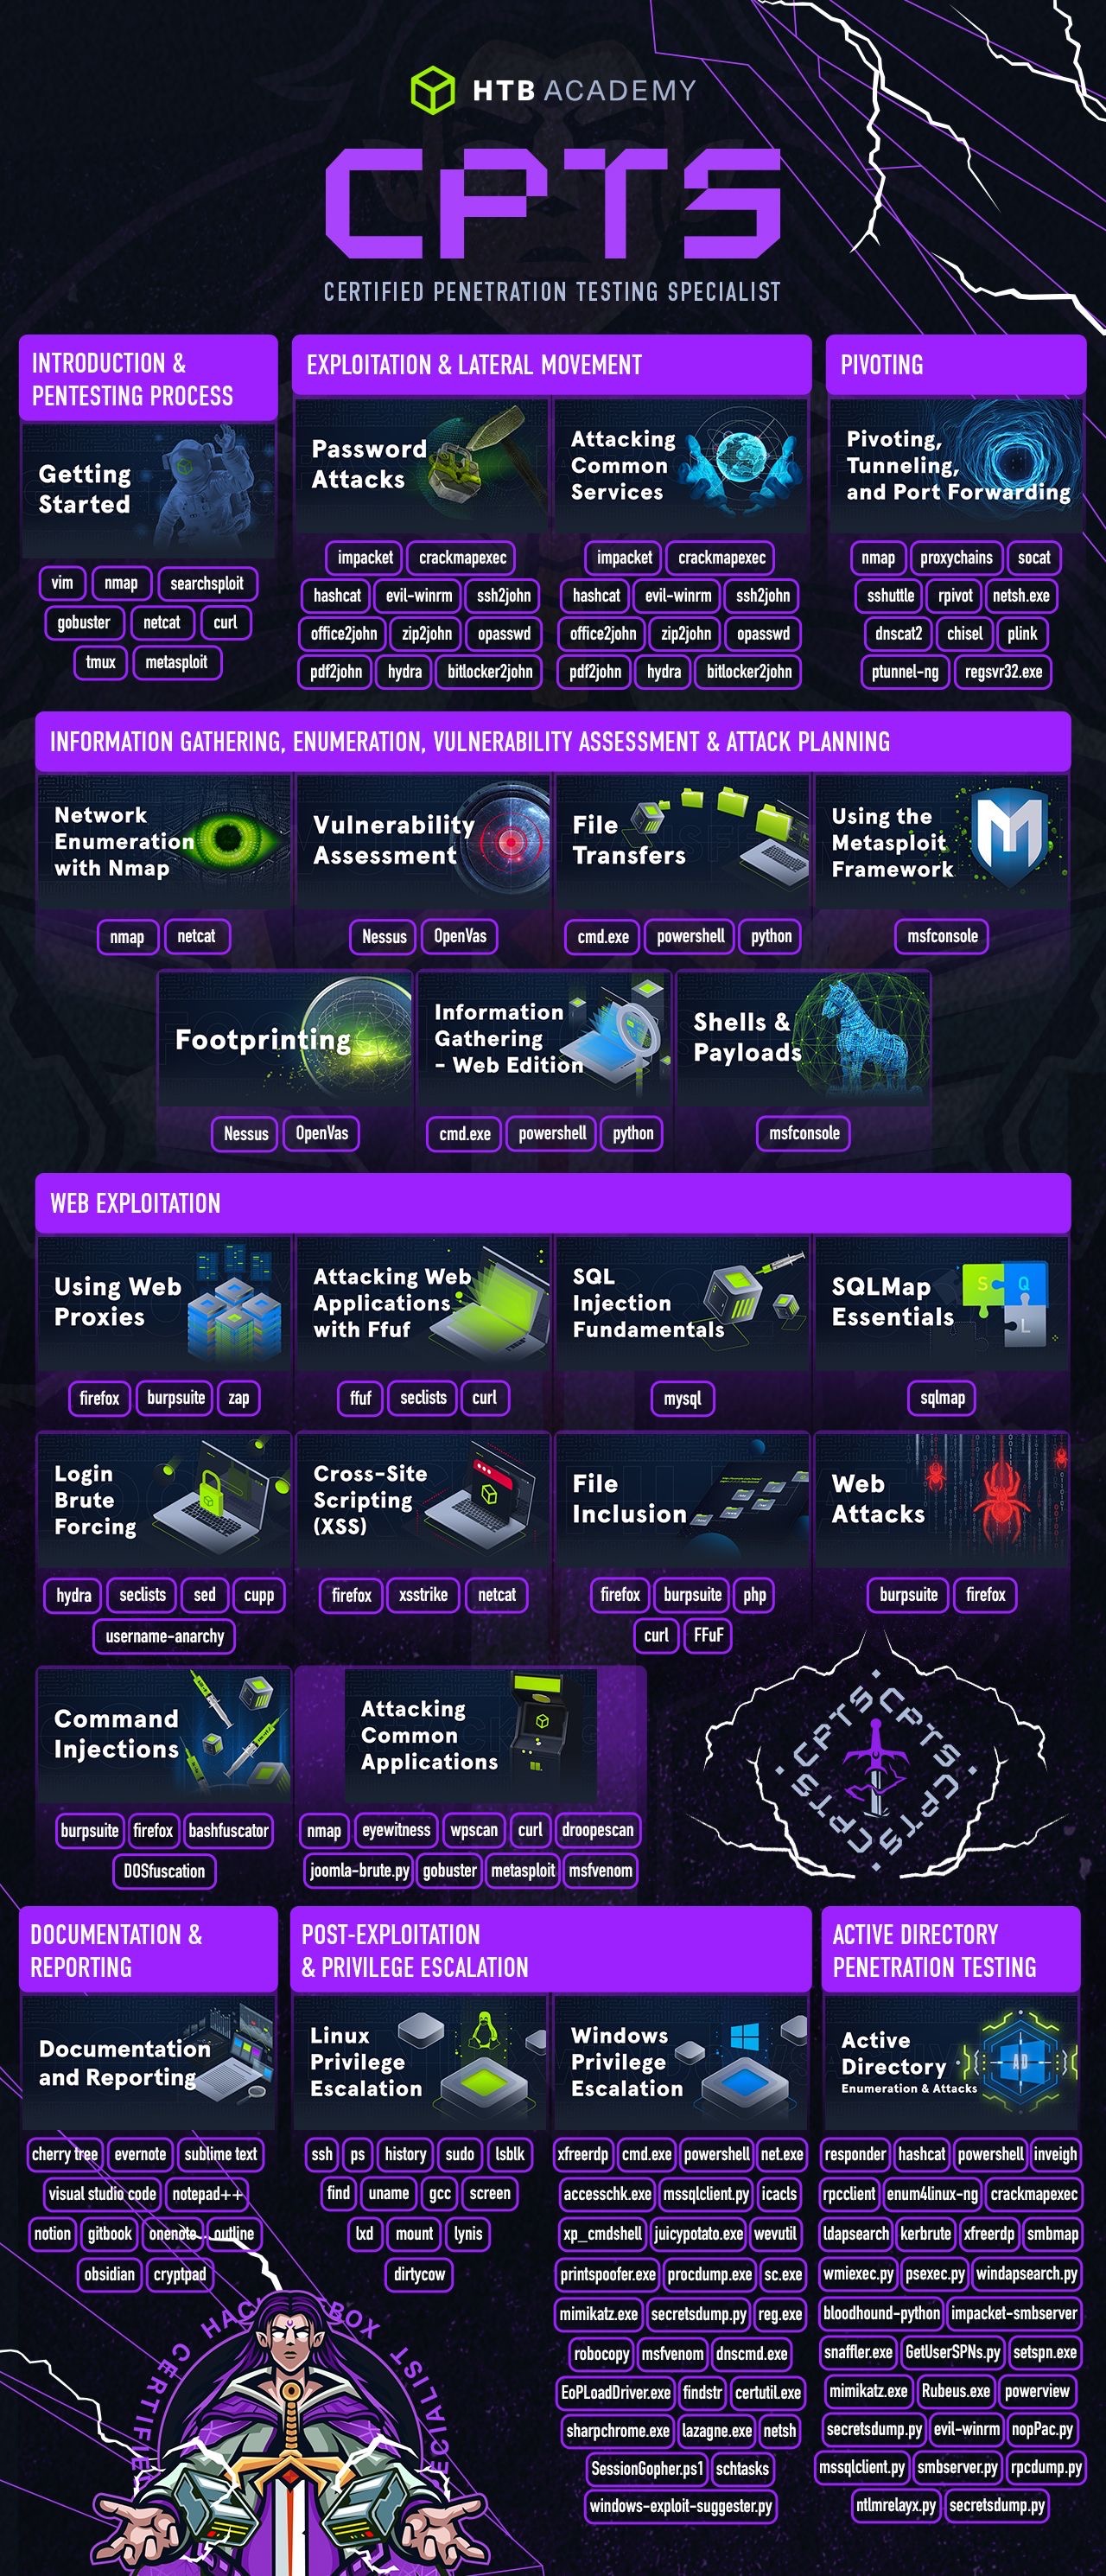 HTB ACADEMY
CPTS
CERTIFIED PENETRATION TESTING SPECIALIST
INTRODUCTION &
PENTESTING PROCESS
Getting
Started
vim nmap searchsploit
gobuster netcat curl
tmux metasploit
EXPLOITATION & LATERAL MOVEMENT
Password
Attacks
impacket crackmapexec
hashcat evil-winrm ssh2john
office2john zip2john opasswd
pdf2john hydra bitlocker2john
Attacking
Common
Services
impacket crackmapexec
hashcat evil-winrm ssh2john
office2john zip2john opasswd
pdf2john hydra bitlocker2john
PIVOTING
Pivoting,
Tunneling,
and Port Forwarding
nmap proxychains socat
sshuttle rpivot netsh.exe
dnscat2 chisel plink
ptunnel-ng regsvr32.exe
INFORMATION GATHERING, ENUMERATION, VULNERABILITY ASSESSMENT & ATTACK PLANNING
Network
Enumeration
with Nmap
nmap netcat
Vulnerability
Assessment
Nessus OpenVas
File
Transfers
cmd.exe powershell python
Using the
Metasploit
Framework
msfconsole
Footprinting
Nessus OpenVas
Information
Gathering
- Web Edition
cmd.exe powershell python
Shells &
Payloads
msfconsole
WEB EXPLOITATION
Using Web
Proxies
firefox burpsuite zap
Attacking Web
Applications
with Ffuf
ffuf seclists curl
SQL
Injection
Fundamentals
mysql
SQLMap
Essentials
S Q
L
sqlmap
Login
Brute
Forcing
hydra seclists sed cupp
username-anarchy
Cross-Site
Scripting
(XSS)
firefox xsstrike netcat
File
Inclusion
firefox burpsuite php
curl FFuF
Web
Attacks
burpsuite firefox
Command
Injections
burpsuite firefox bashfuscator
DOSfuscation
Attacking
Common
Applications
nmap eyewitness wpscan curl droopescan
joomla-brute.py gobuster metasploit msfvenom
CPTS CPTS CPTS CPTS
DOCUMENTATION &
REPORTING
Documentation
and Reporting
cherry tree evernote sublime text
visual studio code notepad++
notion gitbook onenote outline
obsidian cryptpad
POST-EXPLOITATION
& PRIVILEGE ESCALATION
Linux
Privilege
Escalation
ssh ps history sudo lsblk
find uname gcc screen
lxd mount lynis
dirtycow
Windows
Privilege
Escalation
xfreerdp cmd.exe powershell net.exe
accesschk.exe mssqlclient.py icacls
xp_cmdshell juicypotato.exe wevutil
printspoofer.exe procdump.exe sc.exe
mimikatz.exe secretsdump.py reg.exe
robocopy msfvenom dnscmd.exe
EoPLoadDriver.exe findstr certutil.exe
sharpchrome.exe lazagne.exe netsh
SessionGopher.ps1 schtasks
windows-exploit-suggester.py
ACTIVE DIRECTORY
PENETRATION TESTING
Active
Directory
Enumeration & Attacks
AD
responder hashcat powershell inveigh
rpcclient enum4linux-ng crackmapexec
ldapsearch kerbrute xfreerdp smbmap
wmiexec.py psexec.py windapsearch.py
bloodhound-python impacket-smbserver
snaffler.exe GetUserSPNs.py setspn.exe
mimikatz.exe Rubeus.exe powerview
secretsdump.py evil-winrm nopPac.py
mssqlclient.py smbserver.py rpcdump.py
ntlmrelayx.py secretsdump.py